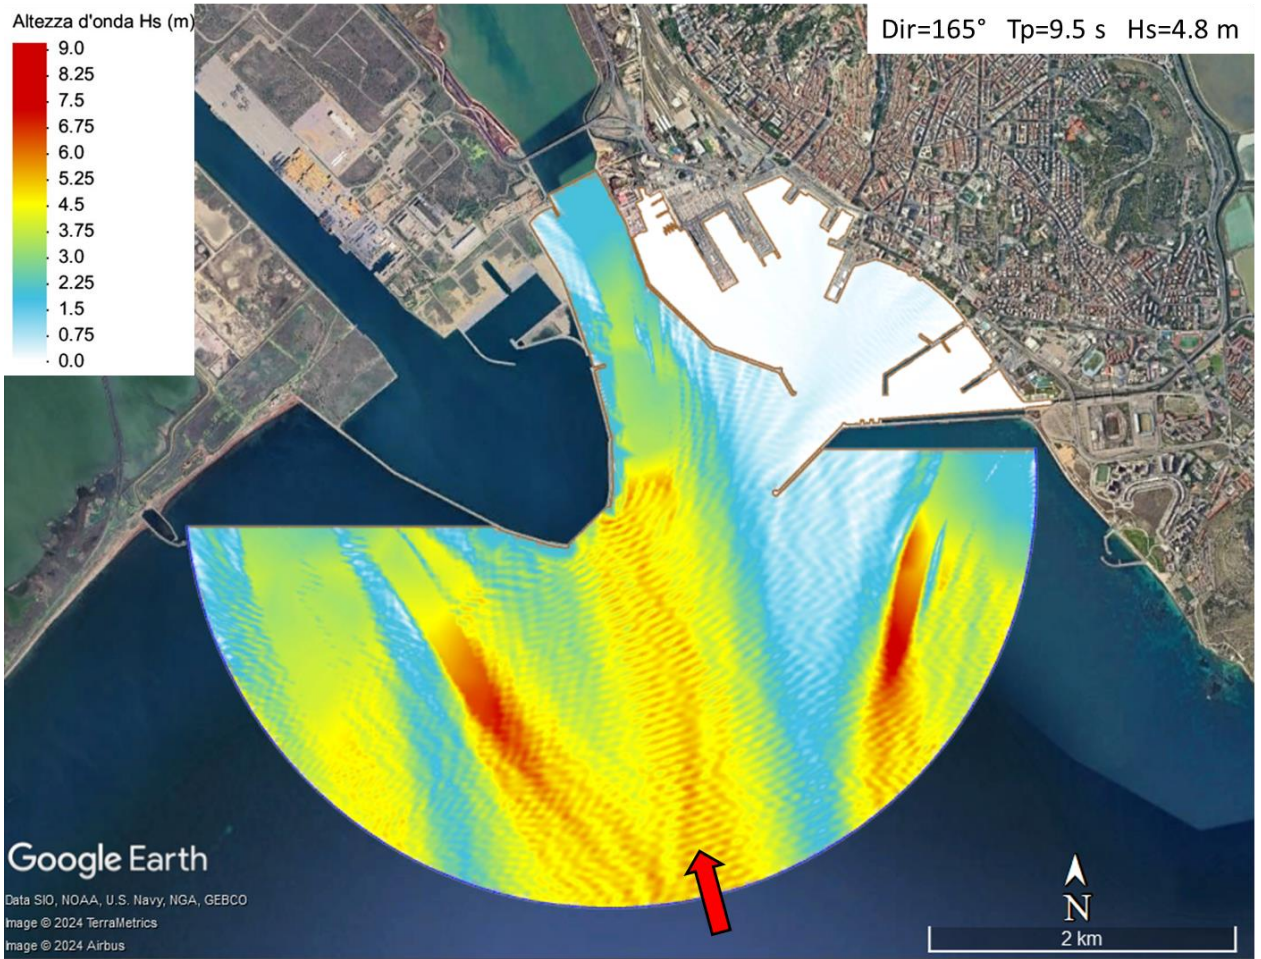 Altezza d'onda Hs (m)
9.0
8.25
7.5
6.75
6.0
5.25
4.5
3.75
3.0
2.25
1.5
0.75
0.0
Dir=165° Tp=9.5 s Hs=4.8 m
Google Earth
Data SIO, NOAA, U.S. Navy, NGA, GEBCO
Image © 2024 TerraMetrics
Image © 2024 Airbus
N
2 km